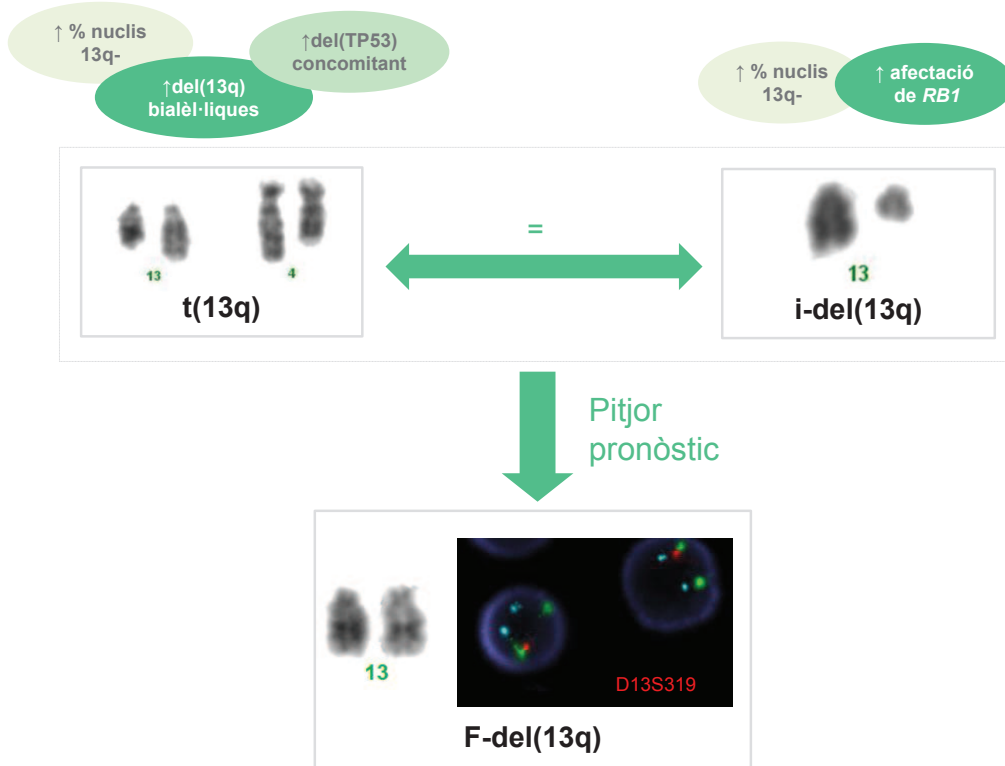 ↑ % nuclis
13q-
↑del(13q)
bialèl·liques
↑del(TP53)
concomitant
↑ % nuclis
13q-
↑ afectació
de RB1
13
4
t(13q)
=
13
i-del(13q)
Pitjor
pronòstic
13
D13S319
F-del(13q)